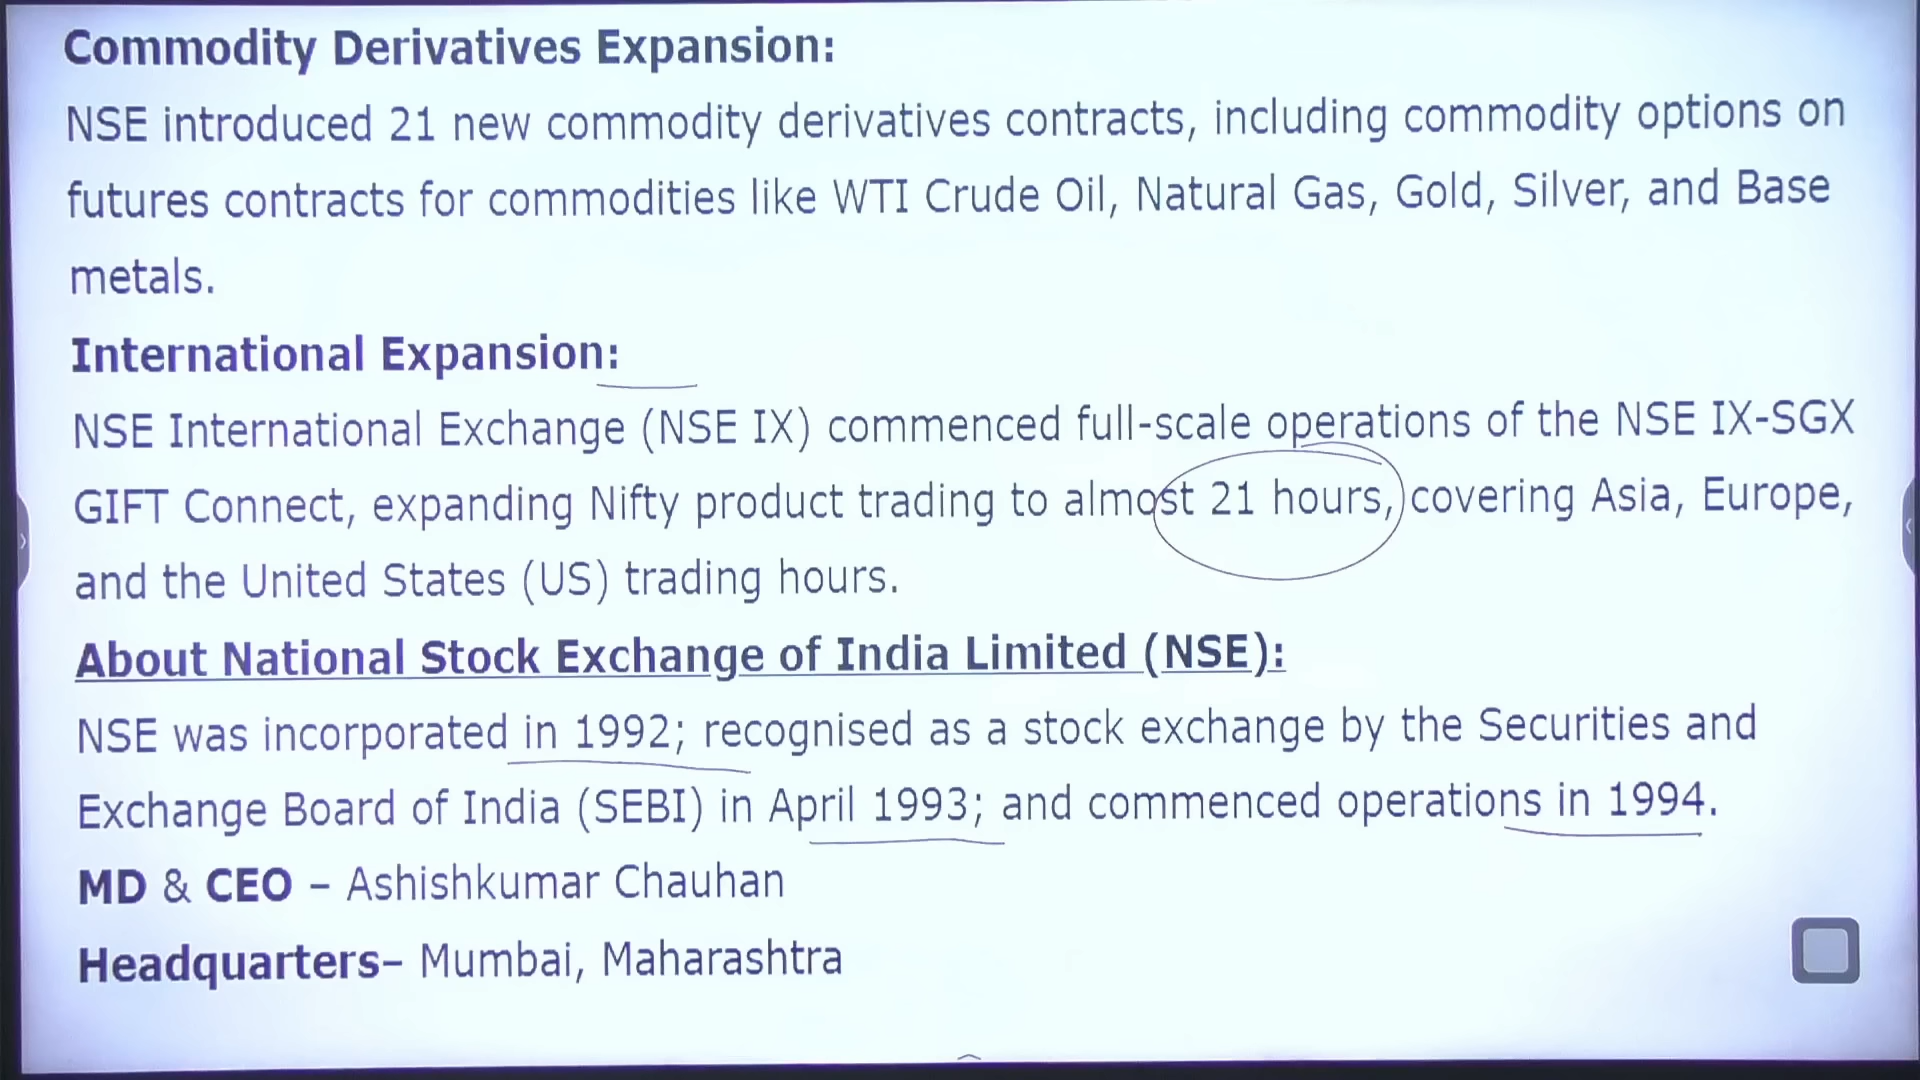 Commodity Derivatives Expansion:
NSE introduced 21 new commodity derivatives contracts, including commodity options on
futures contracts for commodities like WTI Crude Oil, Natural Gas, Gold, Silver, and Base
metals.
International Expansion:
NSE International Exchange (NSE IX) commenced full-scale operations of the NSE IX-SGX
GIFT Connect, expanding Nifty product trading to almost 21 hours, covering Asia, Europe,
and the United States (US) trading hours.
About National Stock Exchange of India Limited (NSE):
NSE was incorporated in 1992; recognised as a stock exchange by the Securities and
Exchange Board of India (SEBI) in April 1993; and commenced operations in 1994.
MD & CEO – Ashishkumar Chauhan
Headquarters– Mumbai, Maharashtra